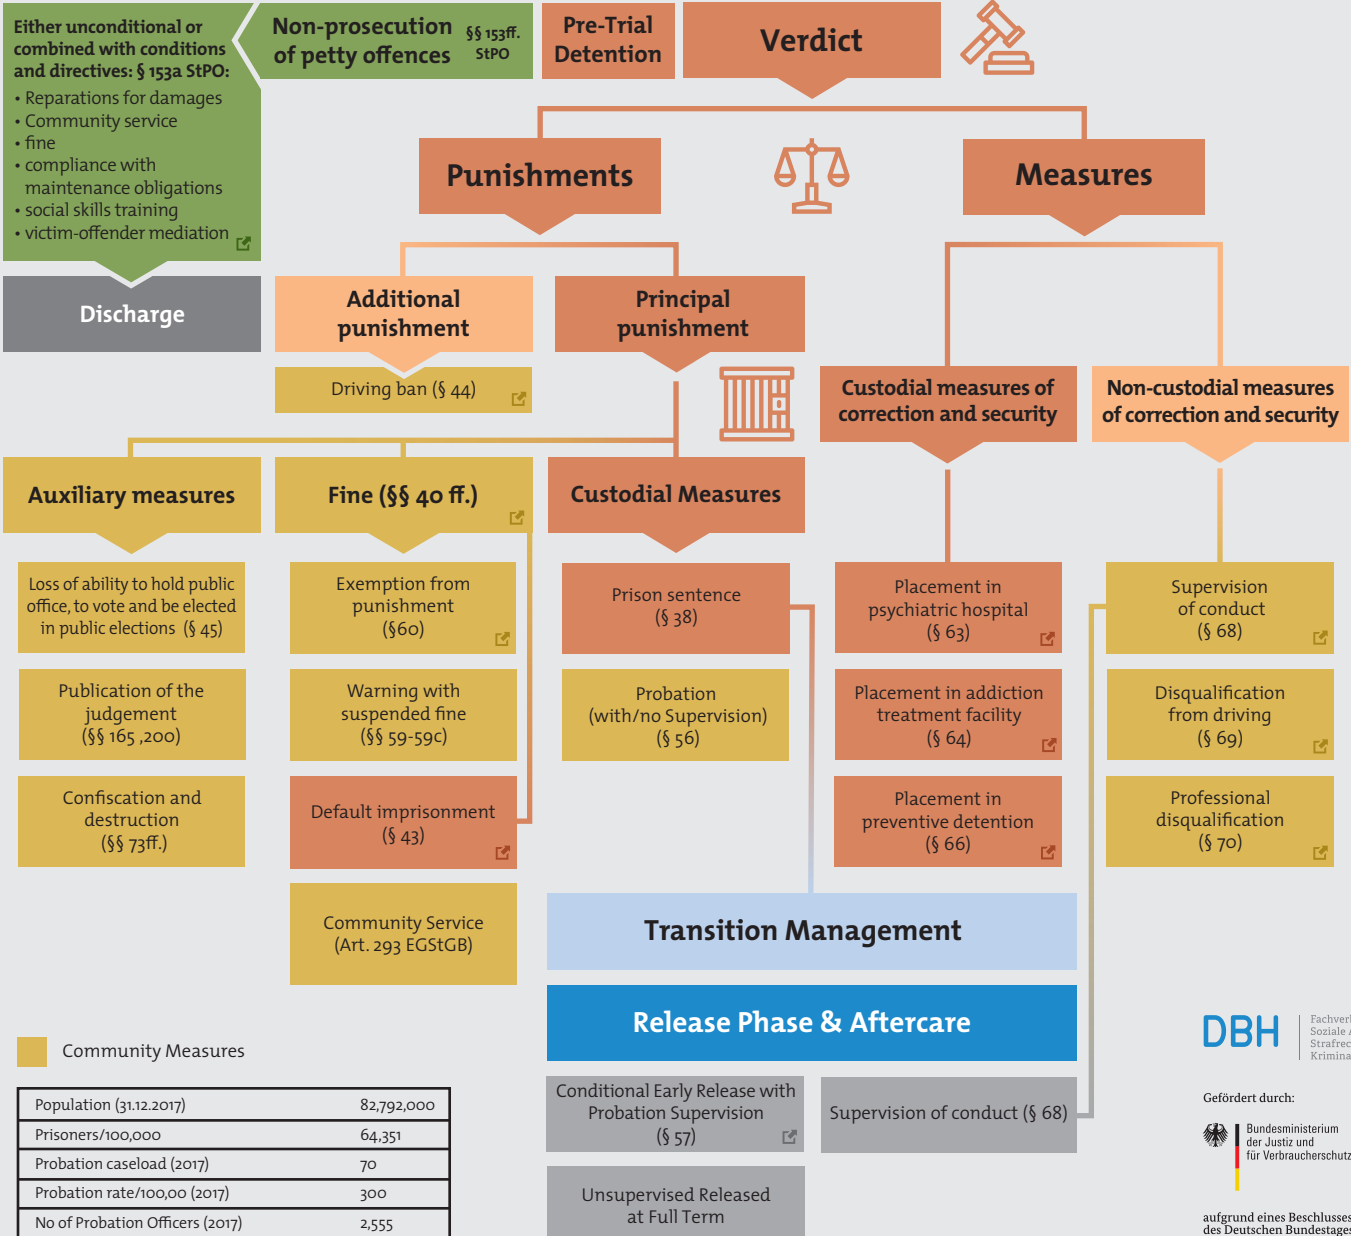 Either unconditional or
combined with conditions
and directives: § 153a StPO:
• Reparations for damages
• Community service
• fine
• compliance with
maintenance obligations
• social skills training
• victim-offender mediation
Non-prosecution
of petty offences
§§ 153ff.
StPO
Pre-Trial
Detention
Verdict
Punishments
Measures
Discharge
Additional
punishment
Principal
punishment
Driving ban (§ 44)
Custodial measures of
correction and security
Non-custodial measures
of correction and security
Auxiliary measures
Fine (§§ 40 ff.)
Custodial Measures
Loss of ability to hold public
office, to vote and be elected
in public elections (§ 45)
Exemption from
punishment
(§60)
Prison sentence
(§ 38)
Placement in
psychiatric hospital
(§ 63)
Supervision
of conduct
(§ 68)
Publication of the
judgement
(§§ 165 ,200)
Warning with
suspended fine
(§§ 59-59c)
Probation
(with/no Supervision)
(§ 56)
Placement in addiction
treatment facility
(§ 64)
Disqualification
from driving
(§ 69)
Confiscation and
destruction
(§§ 73ff.)
Default imprisonment
(§ 43)
Placement in
preventive detention
(§ 66)
Professional
disqualification
(§ 70)
Community Service
(Art. 293 EGStGB)
Transition Management
Release Phase & Aftercare
Conditional Early Release with
Probation Supervision
(§ 57)
Supervision of conduct (§ 68)
Unsupervised Released
at Full Term
Community Measures
Population (31.12.2017) 82,792,000
Prisoners/100,000 64,351
Probation caseload (2017) 70
Probation rate/100,00 (2017) 300
No of Probation Officers (2017) 2,555
DBH
Gefördert durch:
Bundesministerium
der Justiz und
für Verbraucherschutz
aufgrund eines Beschlusses
des Deutschen Bundestages